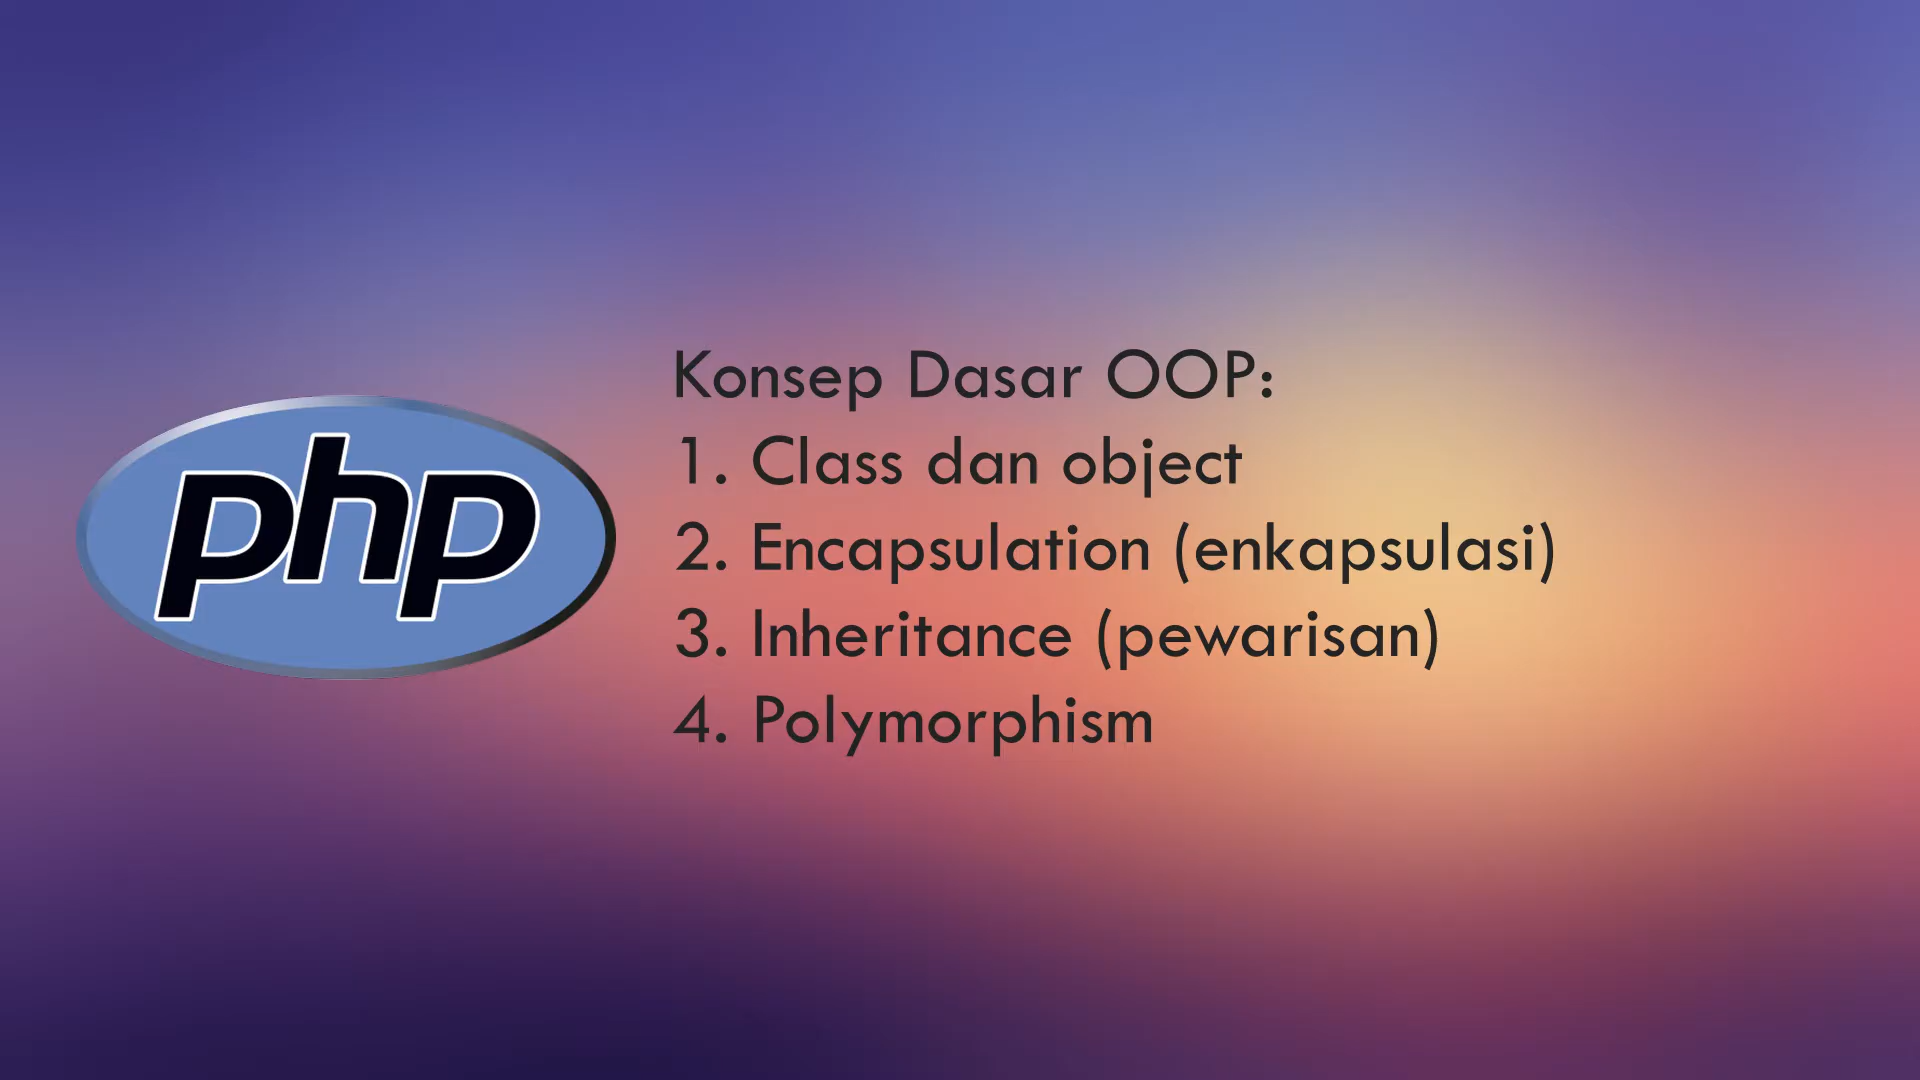 php
Konsep Dasar OOP:
1. Class dan object
2. Encapsulation (enkapsulasi)
3. Inheritance (pewarisan)
4. Polymorphism